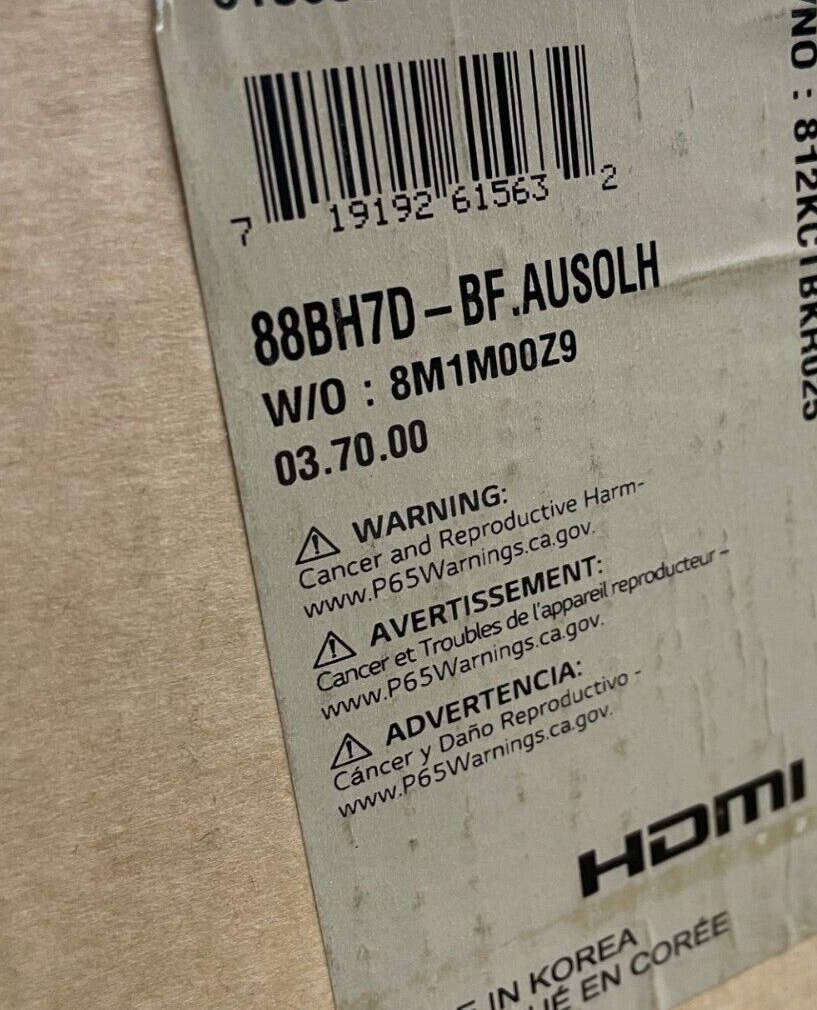 7 19192 61563 2
88BH7D-BF.AUSOLH
W/O : 8M1M00Z9
03.70.00
⚠ WARNING:
Cancer and Reproductive Harm-
www.P65Warnings.ca.gov.
⚠ AVERTISSEMENT:
Cancer et Troubles de l'appareil reproducteur –
www.P65Warnings.ca.gov.
⚠ ADVERTENCIA:
Cáncer y Daño Reproductivo -
www.P65Warnings.ca.gov.
HDMI
IN KOREA
EN CORÉE
NO :